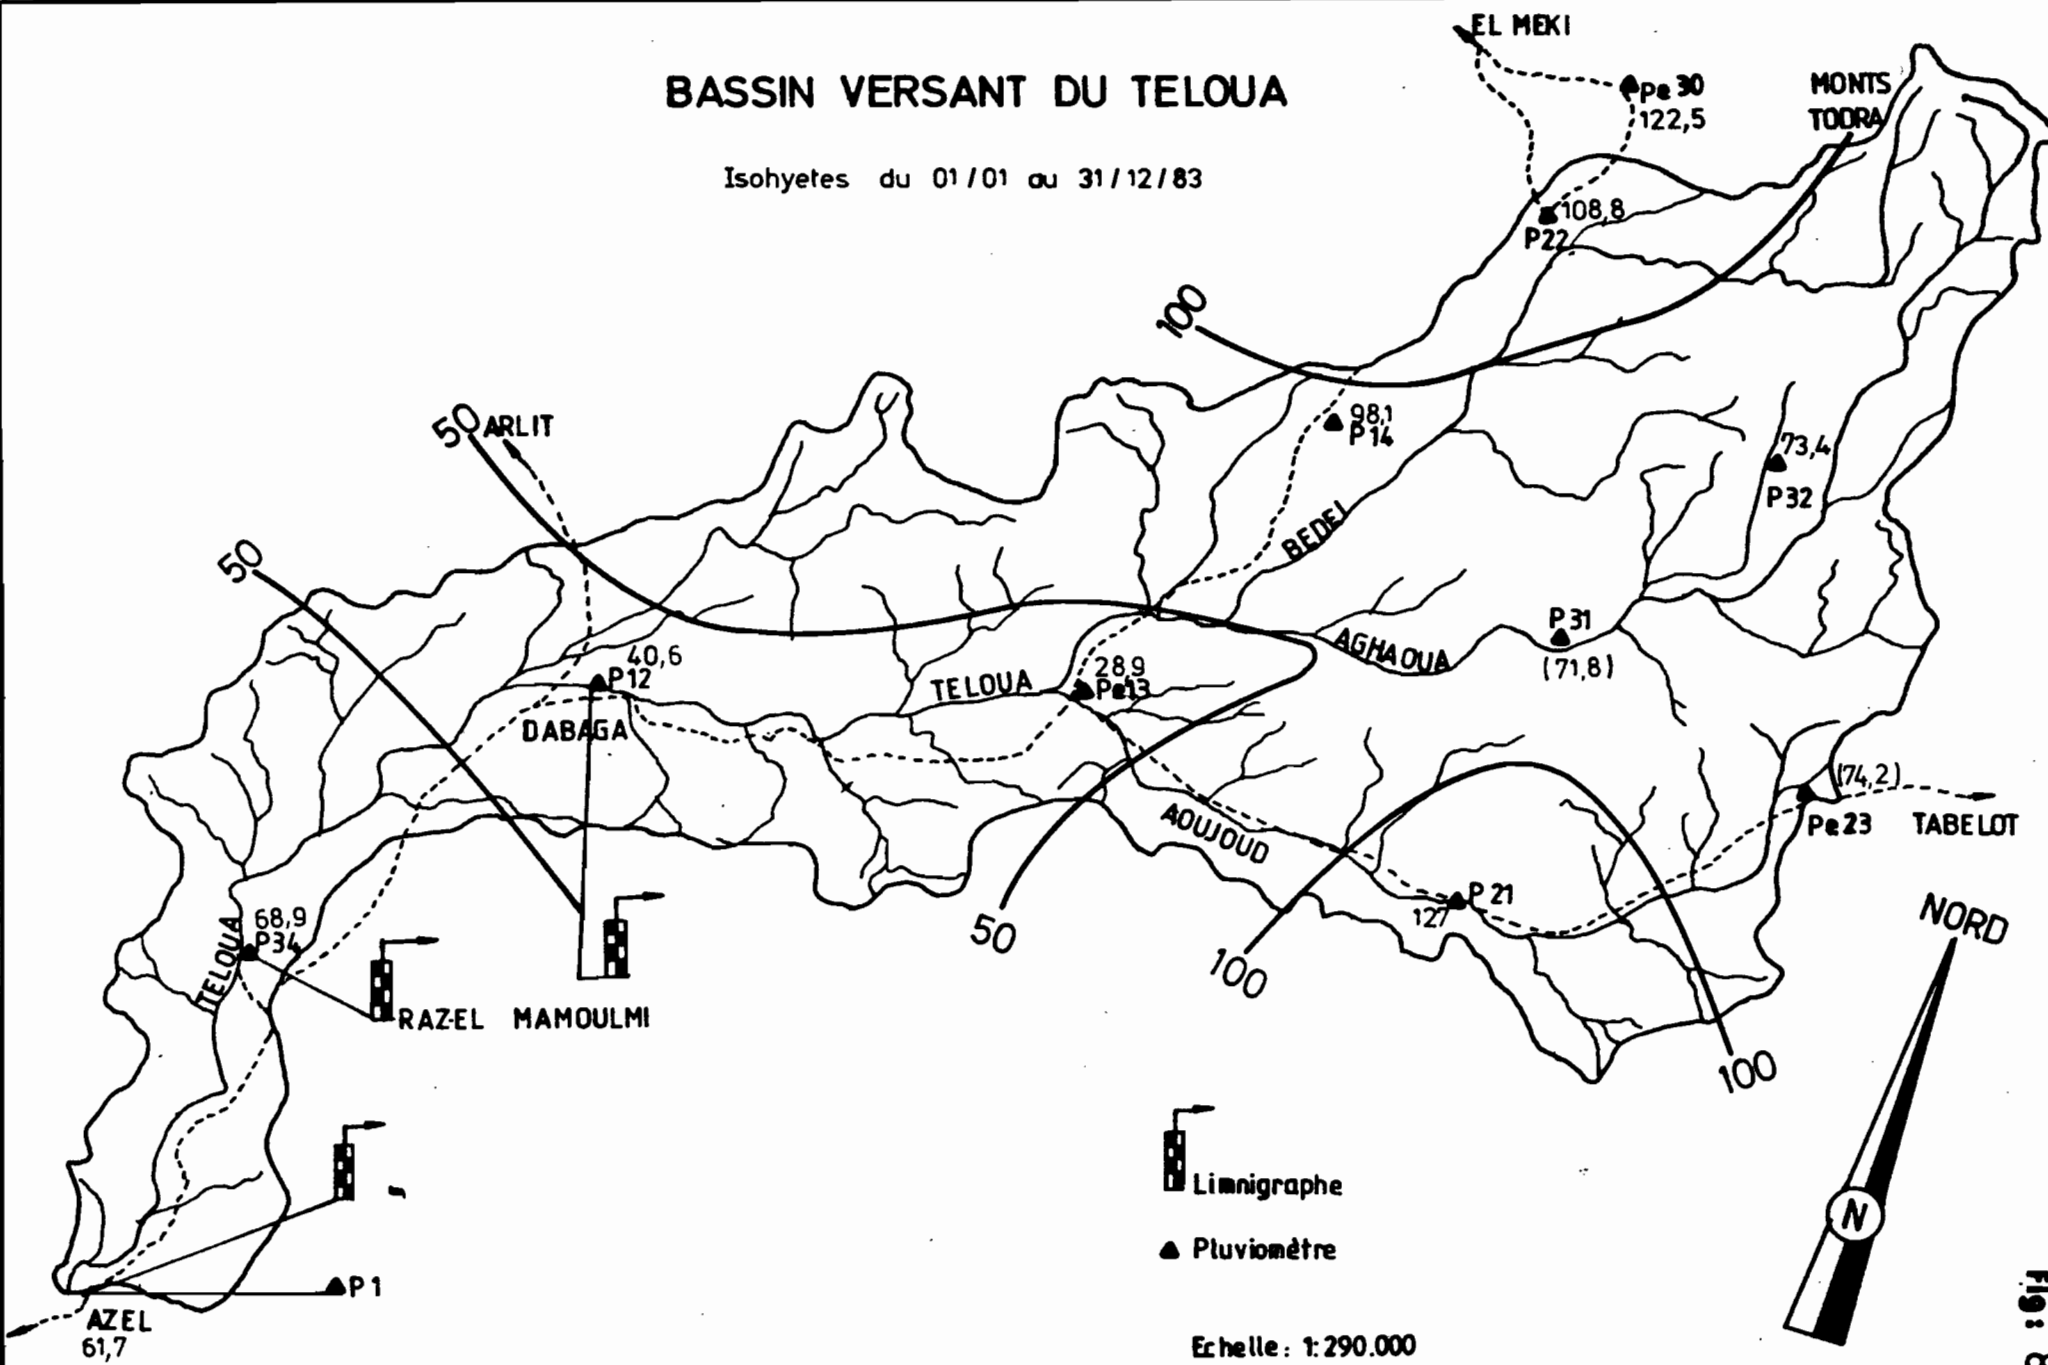 EL MEKI
BASSIN VERSANT DU TELOUA
Pe 30
122,5
MONTS
TODRA
Isohyetes du 01/01 au 31/12/83
108,8
P22
100
50
ARLIT
98,1
P14
73,4
P32
BEDEI
50
P31
(71,8)
AGHAOUA
40,6
P12
TELOUA
28,9
Pe13
DABAGA
(74,2)
Pe23
TABELOT
AOUJOUD
P 21
127
TELOUA
68,9
P34
50
100
NORD
RAZ-EL MAMOULMI
100
Limnigraphe
N
Pluviomètre
P1
AZEL
61,7
Echelle: 1:290.000
Fig: